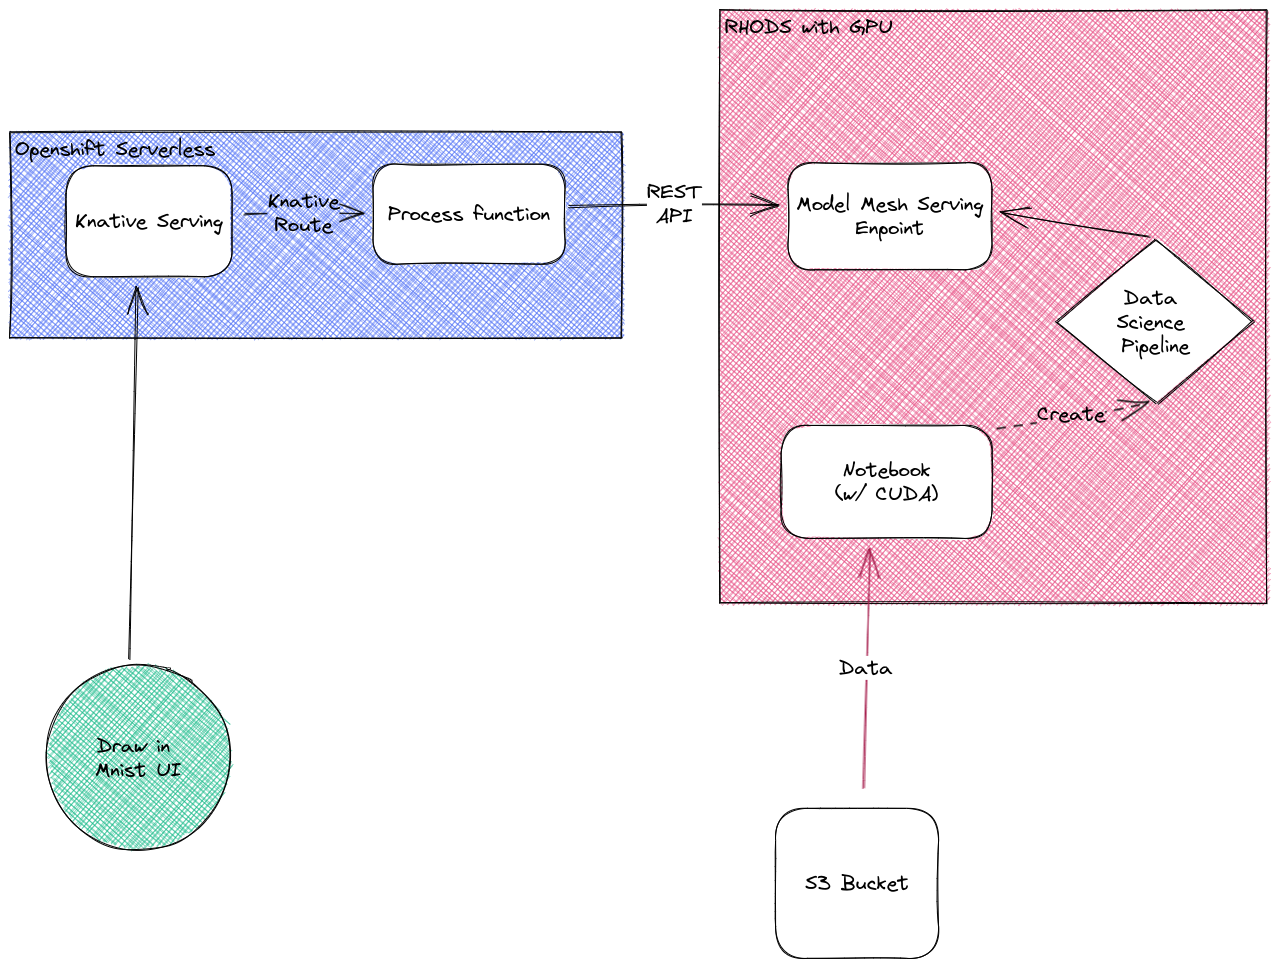 RHODS with GPU
Openshift Serverless
Knative Serving
Knative
Route
Process function
REST
API
Model Mesh Serving
Enpoint
Data
Science
Pipeline
Create
Notebook
(w/ CUDA)
Data
Draw in
Mnist UI
S3 Bucket